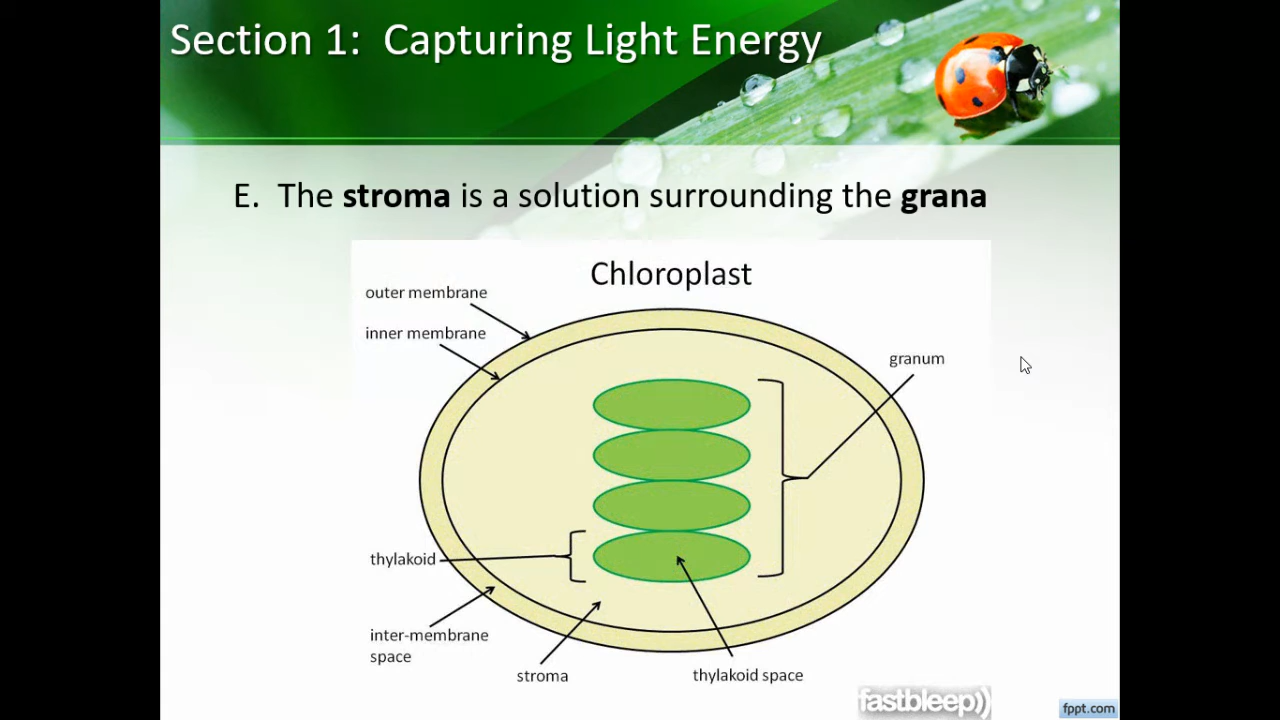 Section 1:  Capturing Light Energy
E.  The stroma is a solution surrounding the grana
Chloroplast
outer membrane
inner membrane
granum
thylakoid
inter-membrane
space
stroma
thylakoid space
fastbleep))
fppt.com